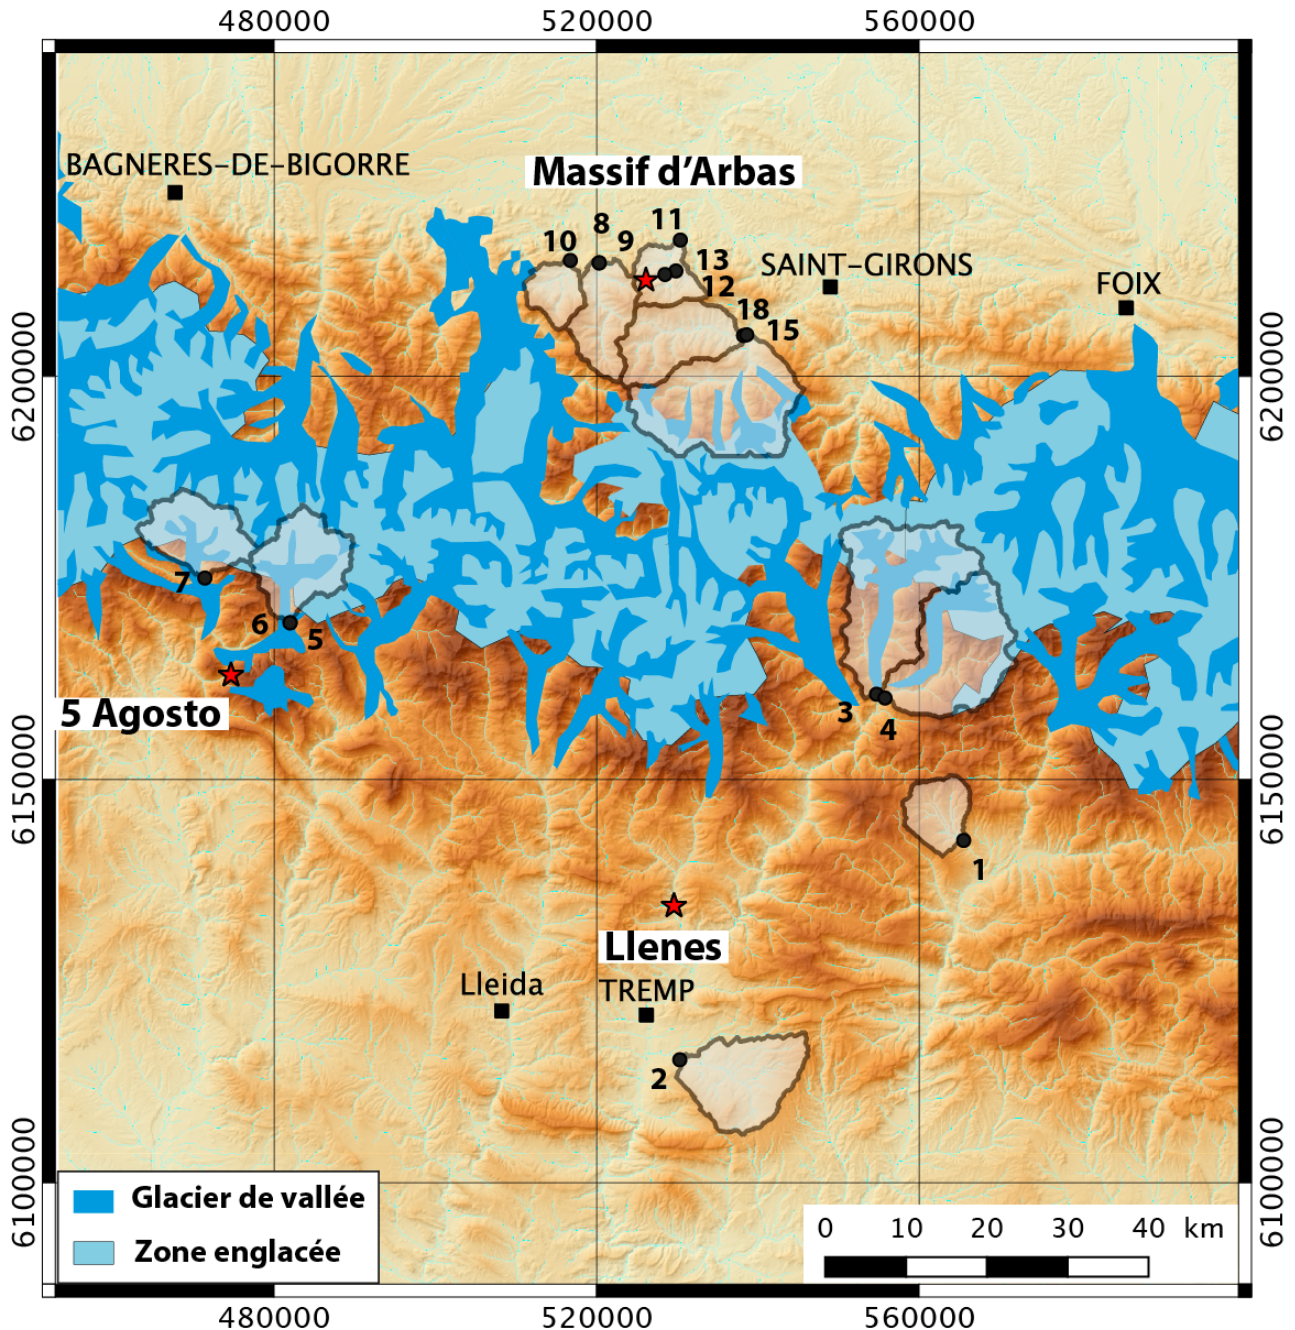 480000 520000 560000
BAGNERES-DE-BIGORRE
Massif d'Arbas
8
11
10
9
13
SAINT-GIRONS
12
FOIX
18
15
6200000
6200000
7
6
5
5 Agosto
3
4
6150000
6150000
1
Llenes
Lleida
TREMP
2
6100000
6100000
Glacier de vallée
Zone englacée
0 10 20 30 40 km
480000 520000 560000